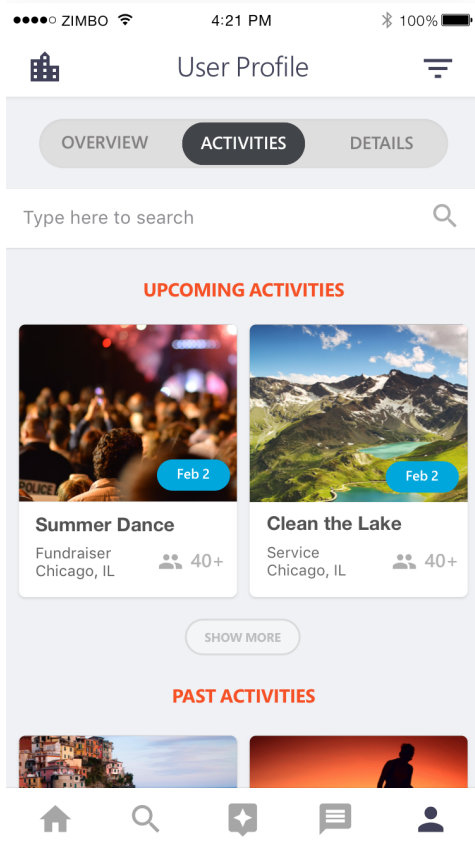 ZIMBO 4:21 PM 100%
User Profile
OVERVIEW ACTIVITIES DETAILS
Type here to search
UPCOMING ACTIVITIES
POLICE
Feb 2
Feb 2
Summer Dance
Fundraiser
Chicago, IL
40+
Clean the Lake
Service
Chicago, IL
40+
SHOW MORE
PAST ACTIVITIES